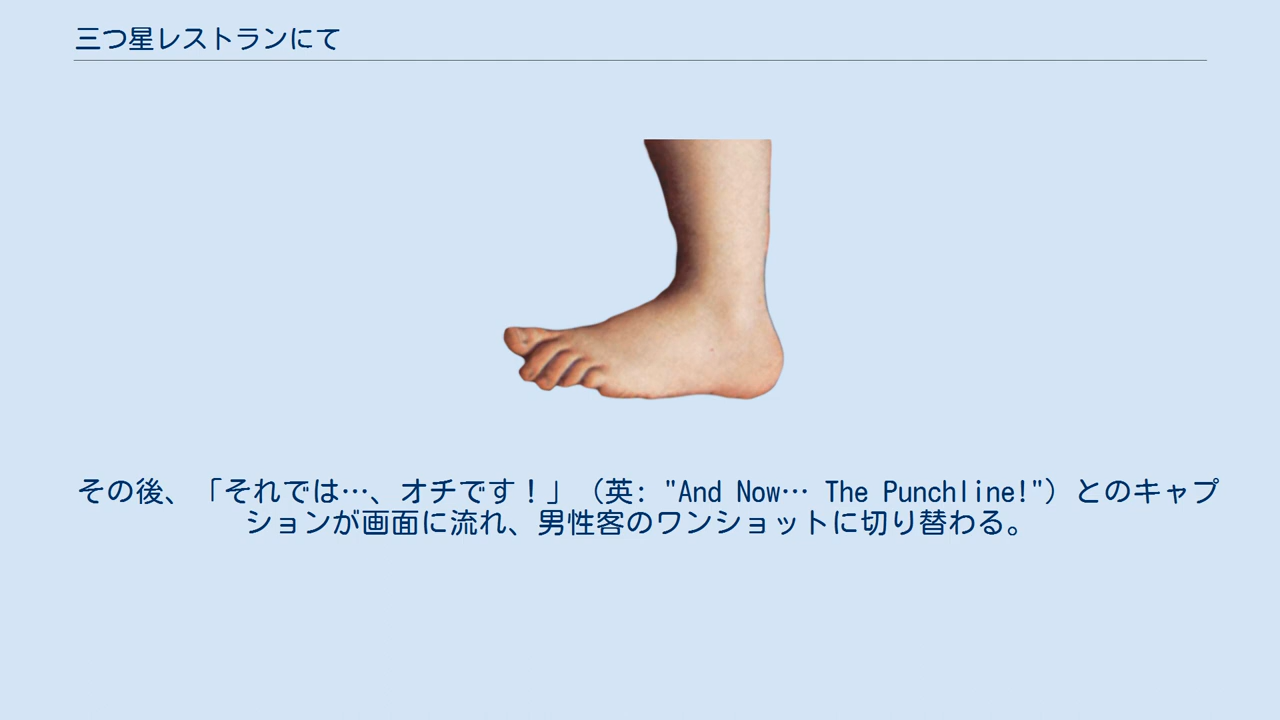 三つ星レストランにて
その後、「それでは…、オチです！」（英: "And Now… The Punchline!"）とのキャプ
ションが画面に流れ、男性客のワンショットに切り替わる。